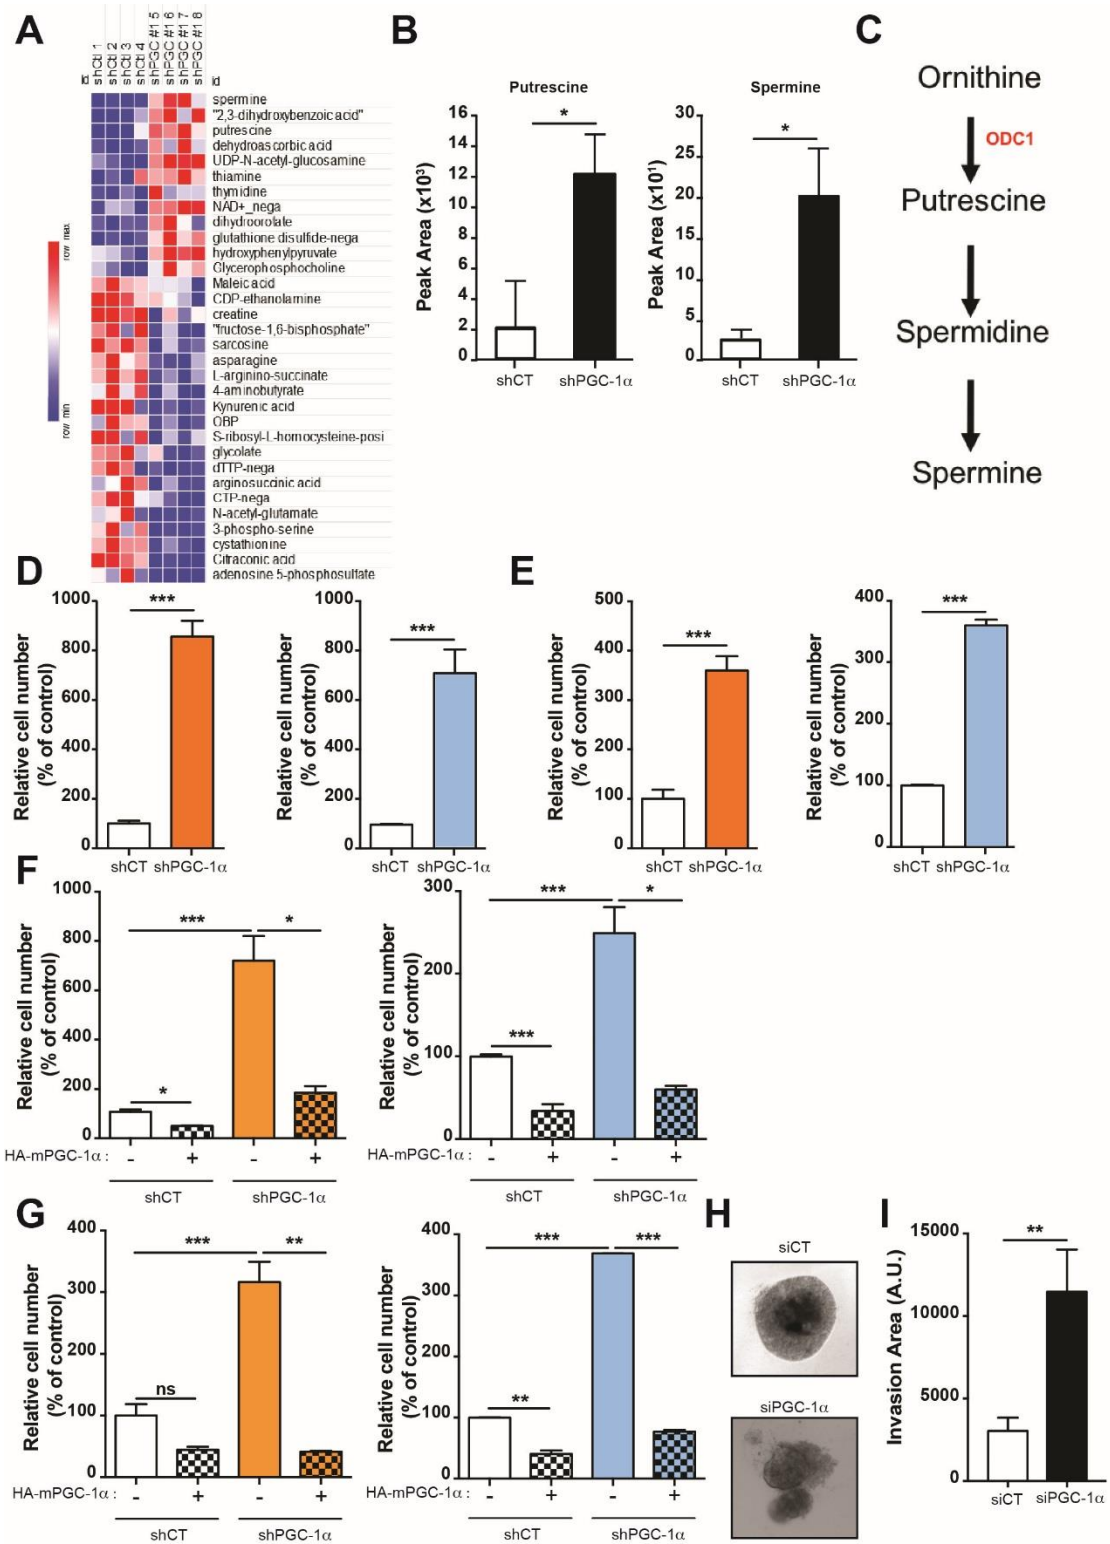 A
id
shCtl 1
shCtl 2
shCtl 3
shCtl 4
shPGC #1 5
shPGC #1 6
shPGC #1 7
shPGC #1 8
id
spermine
"2,3-dihydroxybenzoic acid"
putrescine
dehydroascorbic acid
UDP-N-acetyl-glucosamine
thiamine
thymidine
NAD+_nega
dihydroorotate
glutathione disulfide-nega
hydroxyphenylpyruvate
Glycerophosphocholine
Maleic acid
CDP-ethanolamine
creatine
"fructose-1,6-bisphosphate"
sarcosine
asparagine
L-arginino-succinate
4-aminobutyrate
Kynurenic acid
OBP
S-ribosyl-L-homocysteine-posi
glycolate
dTTP-nega
arginosuccinic acid
CTP-nega
N-acetyl-glutamate
3-phospho-serine
cystathionine
Citraconic acid
adenosine 5-phosphosulfate
row max
row min
B
Putrescine
Peak Area (x10³)
16
14
12
10
8
6
4
2
0
*
shCT
shPGC-1α
Spermine
Peak Area (x10¹)
30
25
20
15
10
5
0
*
shCT
shPGC-1α
C
Ornithine
ODC1
Putrescine
Spermidine
Spermine
D
Relative cell number
(% of control)
1000
800
600
400
200
0
***
shCT
shPGC-1α
Relative cell number
(% of control)
1000
800
600
400
200
0
***
shCT
shPGC-1α
E
Relative cell number
(% of control)
500
400
300
200
100
0
***
shCT
shPGC-1α
Relative cell number
(% of control)
400
300
200
100
0
***
shCT
shPGC-1α
F
Relative cell number
(% of control)
1000
800
600
400
200
0
***
*
*
HA-mPGC-1α :
-
+
-
+
shCT
shPGC-1α
Relative cell number
(% of control)
300
200
100
0
***
*
***
HA-mPGC-1α :
-
+
-
+
shCT
shPGC-1α
G
Relative cell number
(% of control)
400
300
200
100
0
***
**
ns
HA-mPGC-1α :
-
+
-
+
shCT
shPGC-1α
Relative cell number
(% of control)
400
300
200
100
0
***
***
**
HA-mPGC-1α :
-
+
-
+
shCT
shPGC-1α
H
siCT
siPGC-1α
I
Invasion Area (A.U.)
15000
10000
5000
0
**
siCT
siPGC-1α